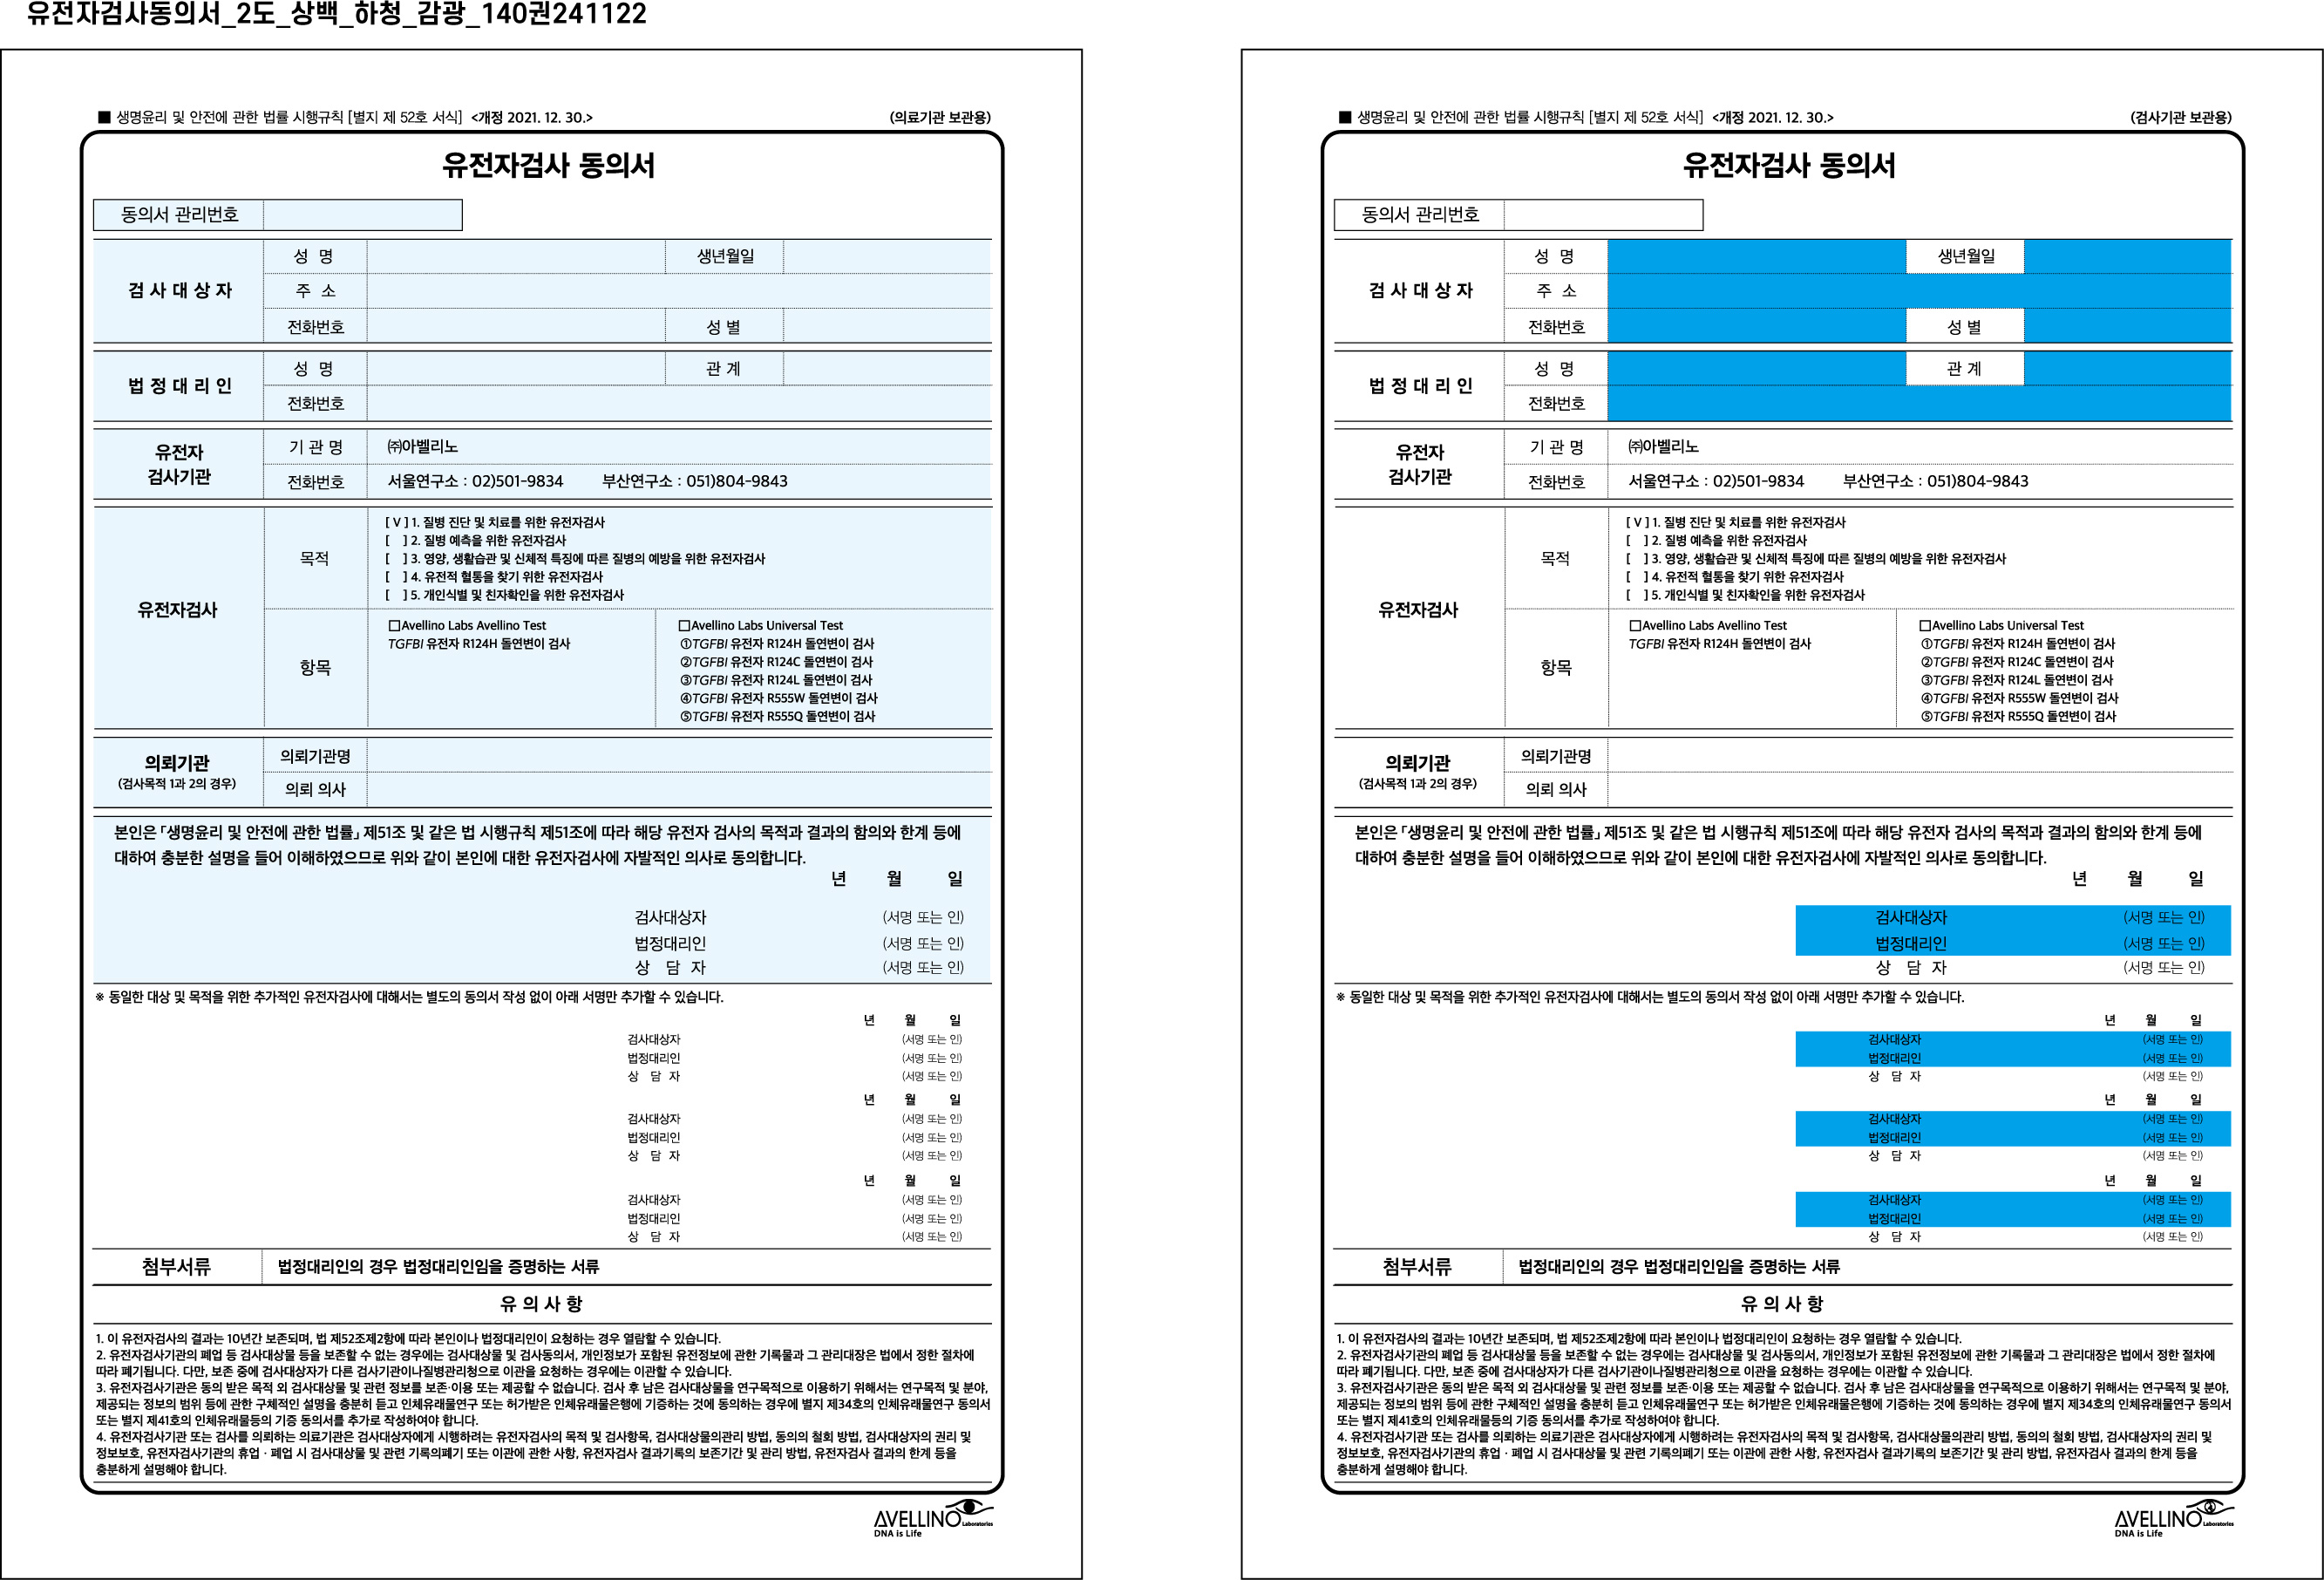 유전자검사동의서_2도_상백_하청_감광_140권241122
■ 생명윤리 및 안전에 관한 법률 시행규칙 [별지 제 52호 서식] <개정 2021. 12. 30.> (의료기관 보관용)
유전자검사 동의서
동의서 관리번호
검 사 대 상 자
성 명 생년월일
주 소
전화번호 성 별
법 정 대 리 인
성 명 관 계
전화번호
유전자
검사기관
기 관 명 ㈜아벨리노
전화번호 서울연구소 : 02)501-9834 부산연구소 : 051)804-9843
유전자검사
목적
[ V ] 1. 질병 진단 및 치료를 위한 유전자검사
[ ] 2. 질병 예측을 위한 유전자검사
[ ] 3. 영양, 생활습관 및 신체적 특징에 따른 질병의 예방을 위한 유전자검사
[ ] 4. 유전적 혈통을 찾기 위한 유전자검사
[ ] 5. 개인식별 및 친자확인을 위한 유전자검사
항목
□Avellino Labs Avellino Test
TGFBI 유전자 R124H 돌연변이 검사
□Avellino Labs Universal Test
①TGFBI 유전자 R124H 돌연변이 검사
②TGFBI 유전자 R124C 돌연변이 검사
③TGFBI 유전자 R124L 돌연변이 검사
④TGFBI 유전자 R555W 돌연변이 검사
⑤TGFBI 유전자 R555Q 돌연변이 검사
의뢰기관
(검사목적 1과 2의 경우)
의뢰기관명
의뢰 의사
본인은 ｢생명윤리 및 안전에 관한 법률｣ 제51조 및 같은 법 시행규칙 제51조에 따라 해당 유전자 검사의 목적과 결과의 함의와 한계 등에
대하여 충분한 설명을 들어 이해하였으므로 위와 같이 본인에 대한 유전자검사에 자발적인 의사로 동의합니다.
년 월 일
검사대상자 (서명 또는 인)
법정대리인 (서명 또는 인)
상 담 자 (서명 또는 인)
※ 동일한 대상 및 목적을 위한 추가적인 유전자검사에 대해서는 별도의 동의서 작성 없이 아래 서명만 추가할 수 있습니다.
년 월 일
검사대상자 (서명 또는 인)
법정대리인 (서명 또는 인)
상 담 자 (서명 또는 인)
년 월 일
검사대상자 (서명 또는 인)
법정대리인 (서명 또는 인)
상 담 자 (서명 또는 인)
년 월 일
검사대상자 (서명 또는 인)
법정대리인 (서명 또는 인)
상 담 자 (서명 또는 인)
첨부서류 법정대리인의 경우 법정대리인임을 증명하는 서류
유 의 사 항
1. 이 유전자검사의 결과는 10년간 보존되며, 법 제52조제2항에 따라 본인이나 법정대리인이 요청하는 경우 열람할 수 있습니다.
2. 유전자검사기관의 폐업 등 검사대상물 등을 보존할 수 없는 경우에는 검사대상물 및 검사동의서, 개인정보가 포함된 유전정보에 관한 기록물과 그 관리대장은 법에서 정한 절차에
따라 폐기됩니다. 다만, 보존 중에 검사대상자가 다른 검사기관이나질병관리청으로 이관을 요청하는 경우에는 이관할 수 있습니다.
3. 유전자검사기관은 동의 받은 목적 외 검사대상물 및 관련 정보를 보존·이용 또는 제공할 수 없습니다. 검사 후 남은 검사대상물을 연구목적으로 이용하기 위해서는 연구목적 및 분야,
제공되는 정보의 범위 등에 관한 구체적인 설명을 충분히 듣고 인체유래물연구 또는 허가받은 인체유래물은행에 기증하는 것에 동의하는 경우에 별지 제34호의 인체유래물연구 동의서
또는 별지 제41호의 인체유래물등의 기증 동의서를 추가로 작성하여야 합니다.
4. 유전자검사기관 또는 검사를 의뢰하는 의료기관은 검사대상자에게 시행하려는 유전자검사의 목적 및 검사항목, 검사대상물의관리 방법, 동의의 철회 방법, 검사대상자의 권리 및
정보보호, 유전자검사기관의 휴업ㆍ폐업 시 검사대상물 및 관련 기록의폐기 또는 이관에 관한 사항, 유전자검사 결과기록의 보존기간 및 관리 방법, 유전자검사 결과의 한계 등을
충분하게 설명해야 합니다.
AVELLINO Laboratories
DNA is Life
■ 생명윤리 및 안전에 관한 법률 시행규칙 [별지 제 52호 서식] <개정 2021. 12. 30.> (검사기관 보관용)
유전자검사 동의서
동의서 관리번호
검 사 대 상 자
성 명 생년월일
주 소
전화번호 성 별
법 정 대 리 인
성 명 관 계
전화번호
유전자
검사기관
기 관 명 ㈜아벨리노
전화번호 서울연구소 : 02)501-9834 부산연구소 : 051)804-9843
유전자검사
목적
[ V ] 1. 질병 진단 및 치료를 위한 유전자검사
[ ] 2. 질병 예측을 위한 유전자검사
[ ] 3. 영양, 생활습관 및 신체적 특징에 따른 질병의 예방을 위한 유전자검사
[ ] 4. 유전적 혈통을 찾기 위한 유전자검사
[ ] 5. 개인식별 및 친자확인을 위한 유전자검사
항목
□Avellino Labs Avellino Test
TGFBI 유전자 R124H 돌연변이 검사
□Avellino Labs Universal Test
①TGFBI 유전자 R124H 돌연변이 검사
②TGFBI 유전자 R124C 돌연변이 검사
③TGFBI 유전자 R124L 돌연변이 검사
④TGFBI 유전자 R555W 돌연변이 검사
⑤TGFBI 유전자 R555Q 돌연변이 검사
의뢰기관
(검사목적 1과 2의 경우)
의뢰기관명
의뢰 의사
본인은 ｢생명윤리 및 안전에 관한 법률｣ 제51조 및 같은 법 시행규칙 제51조에 따라 해당 유전자 검사의 목적과 결과의 함의와 한계 등에
대하여 충분한 설명을 들어 이해하였으므로 위와 같이 본인에 대한 유전자검사에 자발적인 의사로 동의합니다.
년 월 일
검사대상자 (서명 또는 인)
법정대리인 (서명 또는 인)
상 담 자 (서명 또는 인)
※ 동일한 대상 및 목적을 위한 추가적인 유전자검사에 대해서는 별도의 동의서 작성 없이 아래 서명만 추가할 수 있습니다.
년 월 일
검사대상자 (서명 또는 인)
법정대리인 (서명 또는 인)
상 담 자 (서명 또는 인)
년 월 일
검사대상자 (서명 또는 인)
법정대리인 (서명 또는 인)
상 담 자 (서명 또는 인)
년 월 일
검사대상자 (서명 또는 인)
법정대리인 (서명 또는 인)
상 담 자 (서명 또는 인)
첨부서류 법정대리인의 경우 법정대리인임을 증명하는 서류
유 의 사 항
1. 이 유전자검사의 결과는 10년간 보존되며, 법 제52조제2항에 따라 본인이나 법정대리인이 요청하는 경우 열람할 수 있습니다.
2. 유전자검사기관의 폐업 등 검사대상물 등을 보존할 수 없는 경우에는 검사대상물 및 검사동의서, 개인정보가 포함된 유전정보에 관한 기록물과 그 관리대장은 법에서 정한 절차에
따라 폐기됩니다. 다만, 보존 중에 검사대상자가 다른 검사기관이나질병관리청으로 이관을 요청하는 경우에는 이관할 수 있습니다.
3. 유전자검사기관은 동의 받은 목적 외 검사대상물 및 관련 정보를 보존·이용 또는 제공할 수 없습니다. 검사 후 남은 검사대상물을 연구목적으로 이용하기 위해서는 연구목적 및 분야,
제공되는 정보의 범위 등에 관한 구체적인 설명을 충분히 듣고 인체유래물연구 또는 허가받은 인체유래물은행에 기증하는 것에 동의하는 경우에 별지 제34호의 인체유래물연구 동의서
또는 별지 제41호의 인체유래물등의 기증 동의서를 추가로 작성하여야 합니다.
4. 유전자검사기관 또는 검사를 의뢰하는 의료기관은 검사대상자에게 시행하려는 유전자검사의 목적 및 검사항목, 검사대상물의관리 방법, 동의의 철회 방법, 검사대상자의 권리 및
정보보호, 유전자검사기관의 휴업ㆍ폐업 시 검사대상물 및 관련 기록의폐기 또는 이관에 관한 사항, 유전자검사 결과기록의 보존기간 및 관리 방법, 유전자검사 결과의 한계 등을
충분하게 설명해야 합니다.
AVELLINO Laboratories
DNA is Life